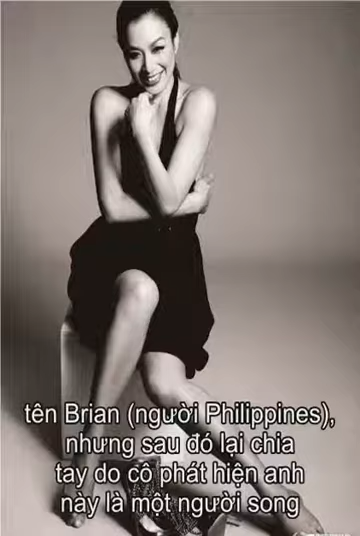 tên Brian (người Philippines),
nhưng sau đó lại chia
tay do cô phát hiện anh
này là một người song